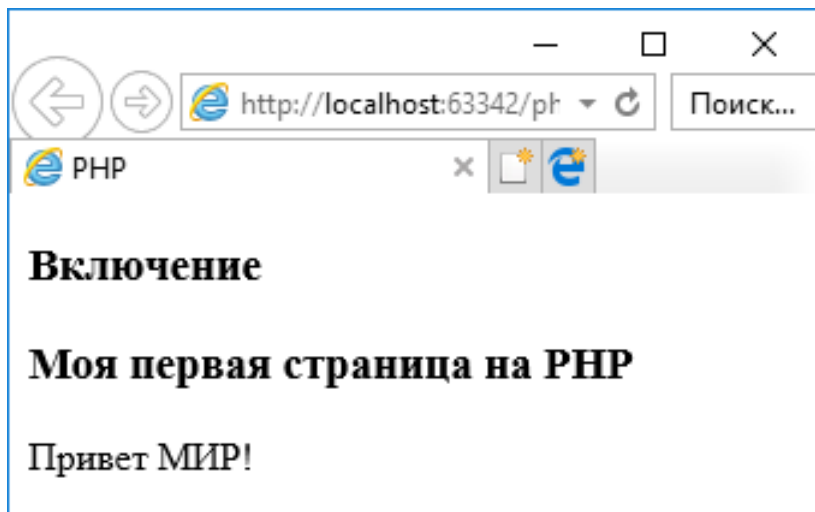 http://localhost:63342/ph
Поиск...
PHP
Включение
Моя первая страница на PHP
Привет МИР!